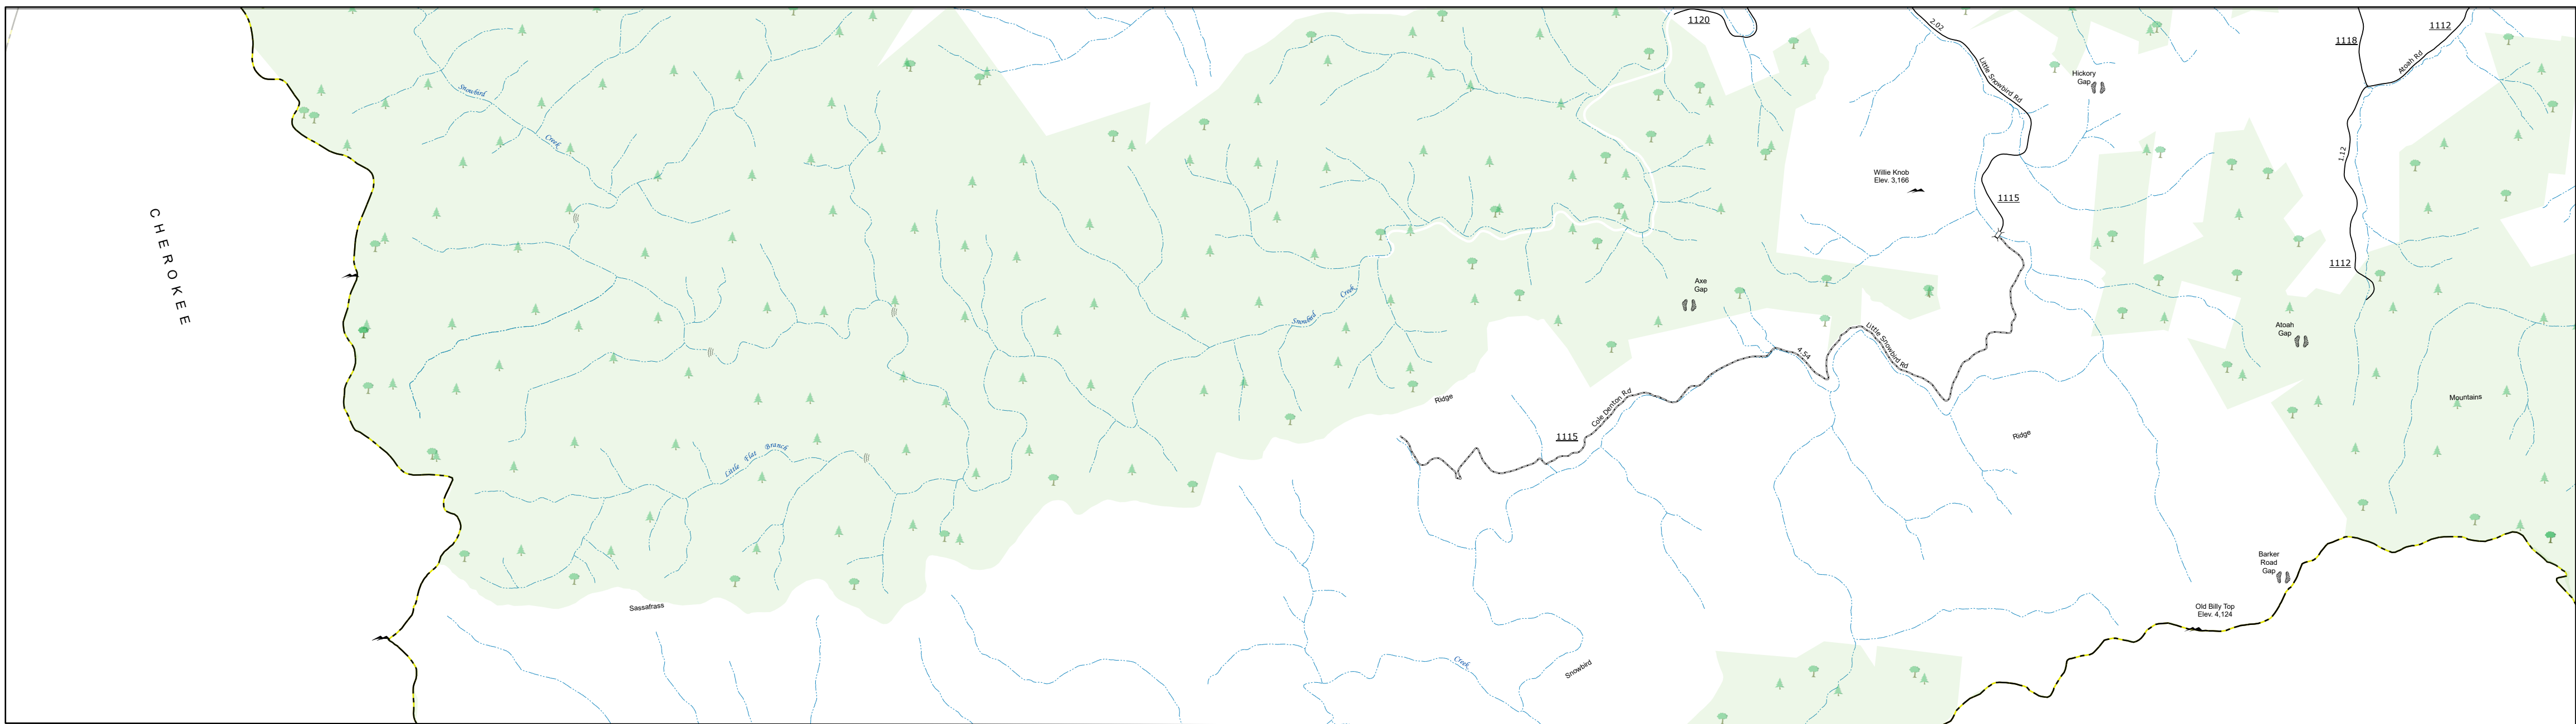 1120
2.02
1118
1112
Atoah Rd
Little Snowbird Rd
Hickory
Gap
Snowbird
Creek
1.12
Willie Knob
Elev. 3,166
1115
CHEROKEE
1112
Axe
Gap
Snowbird
Creek
Atoah
Gap
4.54
Little Snowbird Rd
Cole Denton Rd
Ridge
Mountains
1115
Ridge
Little Flat Branch
Barker
Road
Gap
Sassafrass
Old Billy Top
Elev. 4,124
Creek
Snowbird